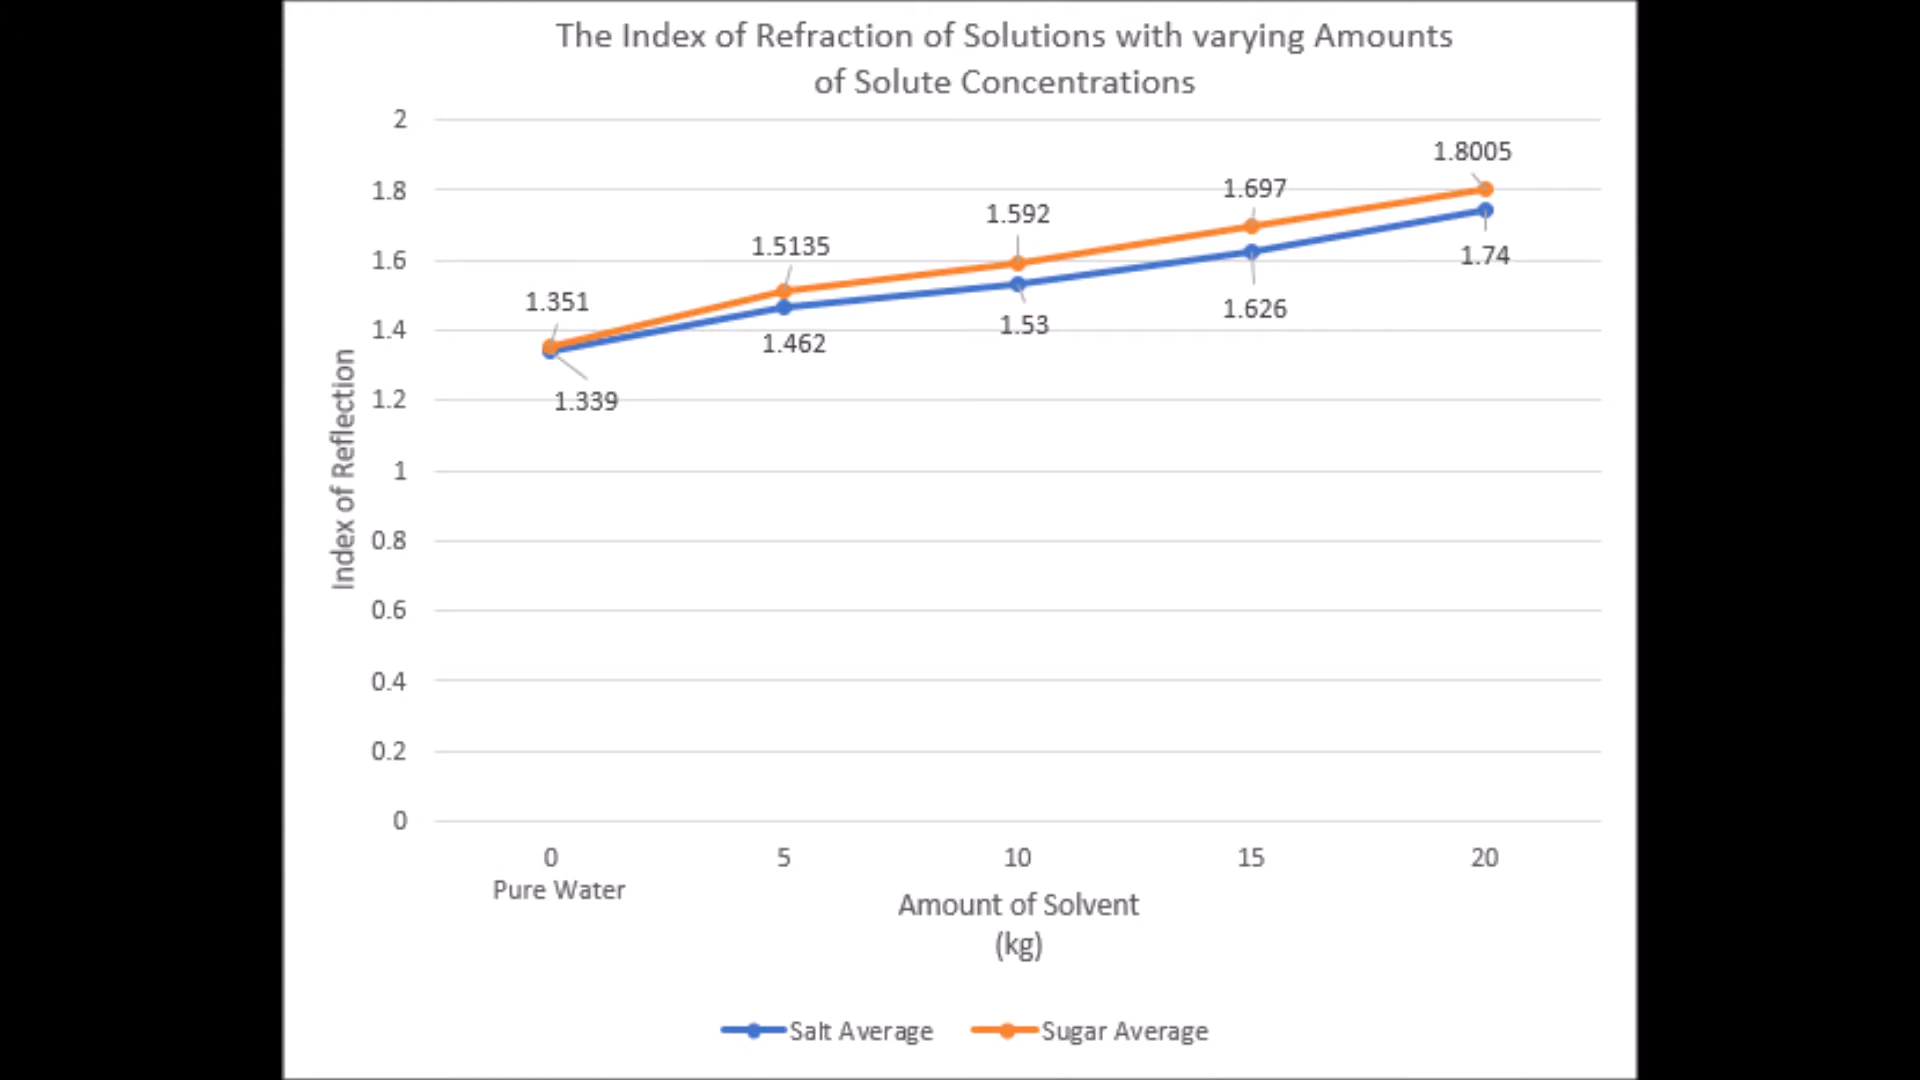 The Index of Refraction of Solutions with varying Amounts
of Solute Concentrations
2
1.8
1.6
1.4
1.2
1
0.8
0.6
0.4
0.2
0
Index of Reflection
1.351
1.5135
1.592
1.697
1.8005
1.339
1.462
1.53
1.626
1.74
0 5 10 15 20
Pure Water
Amount of Solvent
(kg)
Salt Average Sugar Average